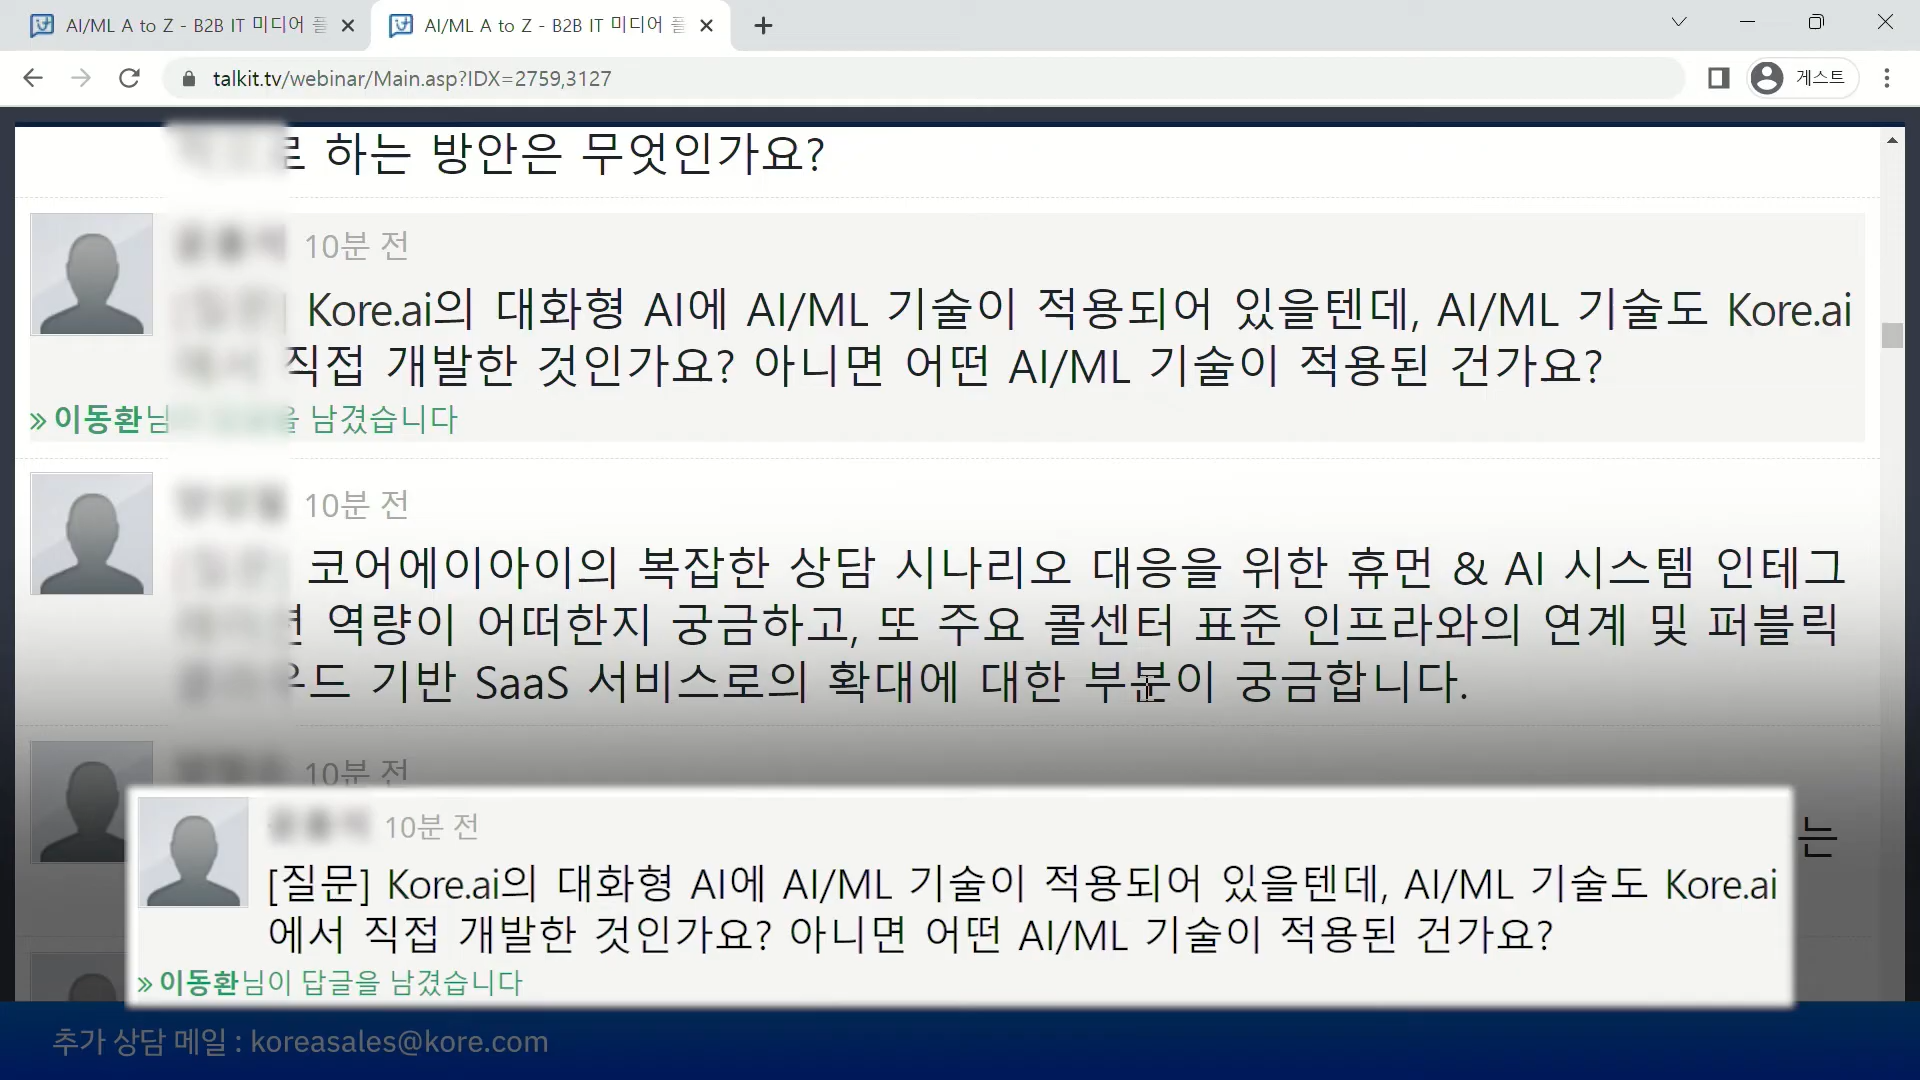 AI/ML A to Z - B2B IT 미디어 플
AI/ML A to Z - B2B IT 미디어 플
talkit.tv/webinar/Main.asp?IDX=2759,3127
게스트
로 하는 방안은 무엇인가요?
10분 전
Kore.ai의 대화형 AI에 AI/ML 기술이 적용되어 있을텐데, AI/ML 기술도 Kore.ai
직접 개발한 것인가요? 아니면 어떤 AI/ML 기술이 적용된 건가요?
» 이동환님 을 남겼습니다
10분 전
코어에이아이의 복잡한 상담 시나리오 대응을 위한 휴먼 & AI 시스템 인테그
역량이 어떠한지 궁금하고, 또 주요 콜센터 표준 인프라와의 연계 및 퍼블릭
기반 SaaS 서비스로의 확대에 대한 부분이 궁금합니다.
10분 전
는
10분 전
[질문] Kore.ai의 대화형 AI에 AI/ML 기술이 적용되어 있을텐데, AI/ML 기술도 Kore.ai
에서 직접 개발한 것인가요? 아니면 어떤 AI/ML 기술이 적용된 건가요?
» 이동환님이 답글을 남겼습니다
추가 상담 메일 : koreasales@kore.com